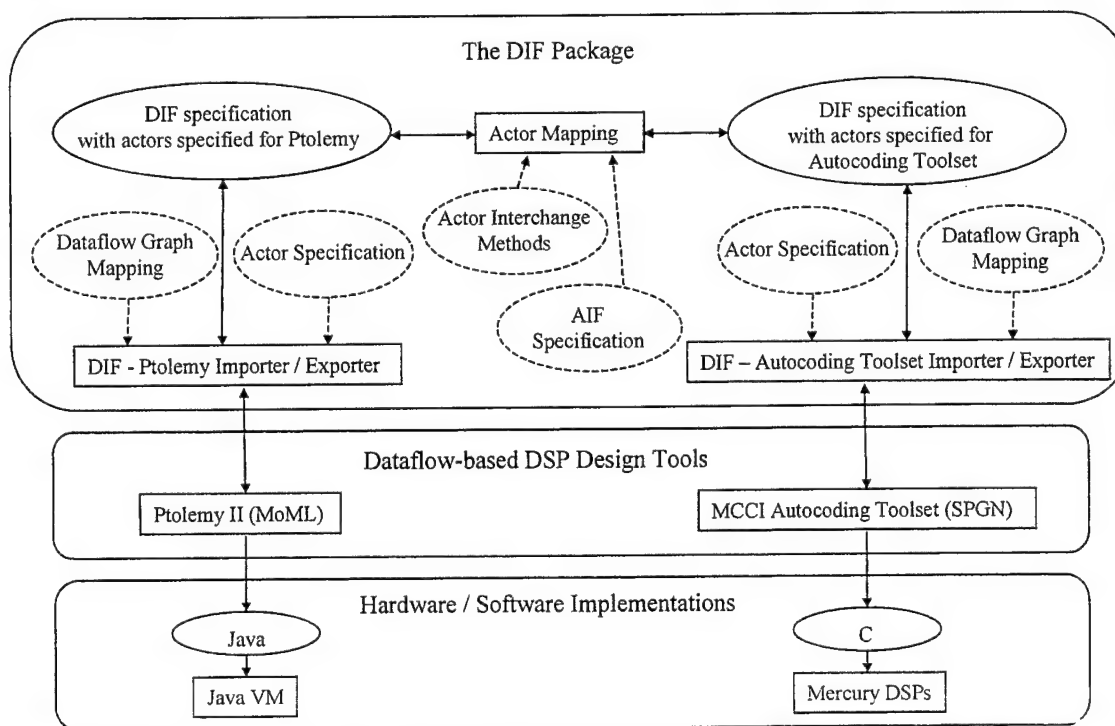 The DIF Package
DIF specification
with actors specified for Ptolemy
Actor Mapping
DIF specification
with actors specified for
Autocoding Toolset
Dataflow Graph
Mapping
Actor Specification
Actor Interchange
Methods
AIF
Specification
Actor Specification
Dataflow Graph
Mapping
DIF - Ptolemy Importer / Exporter
DIF – Autocoding Toolset Importer / Exporter
Dataflow-based DSP Design Tools
Ptolemy II (MoML)
MCCI Autocoding Toolset (SPGN)
Hardware / Software Implementations
Java
C
Java VM
Mercury DSPs